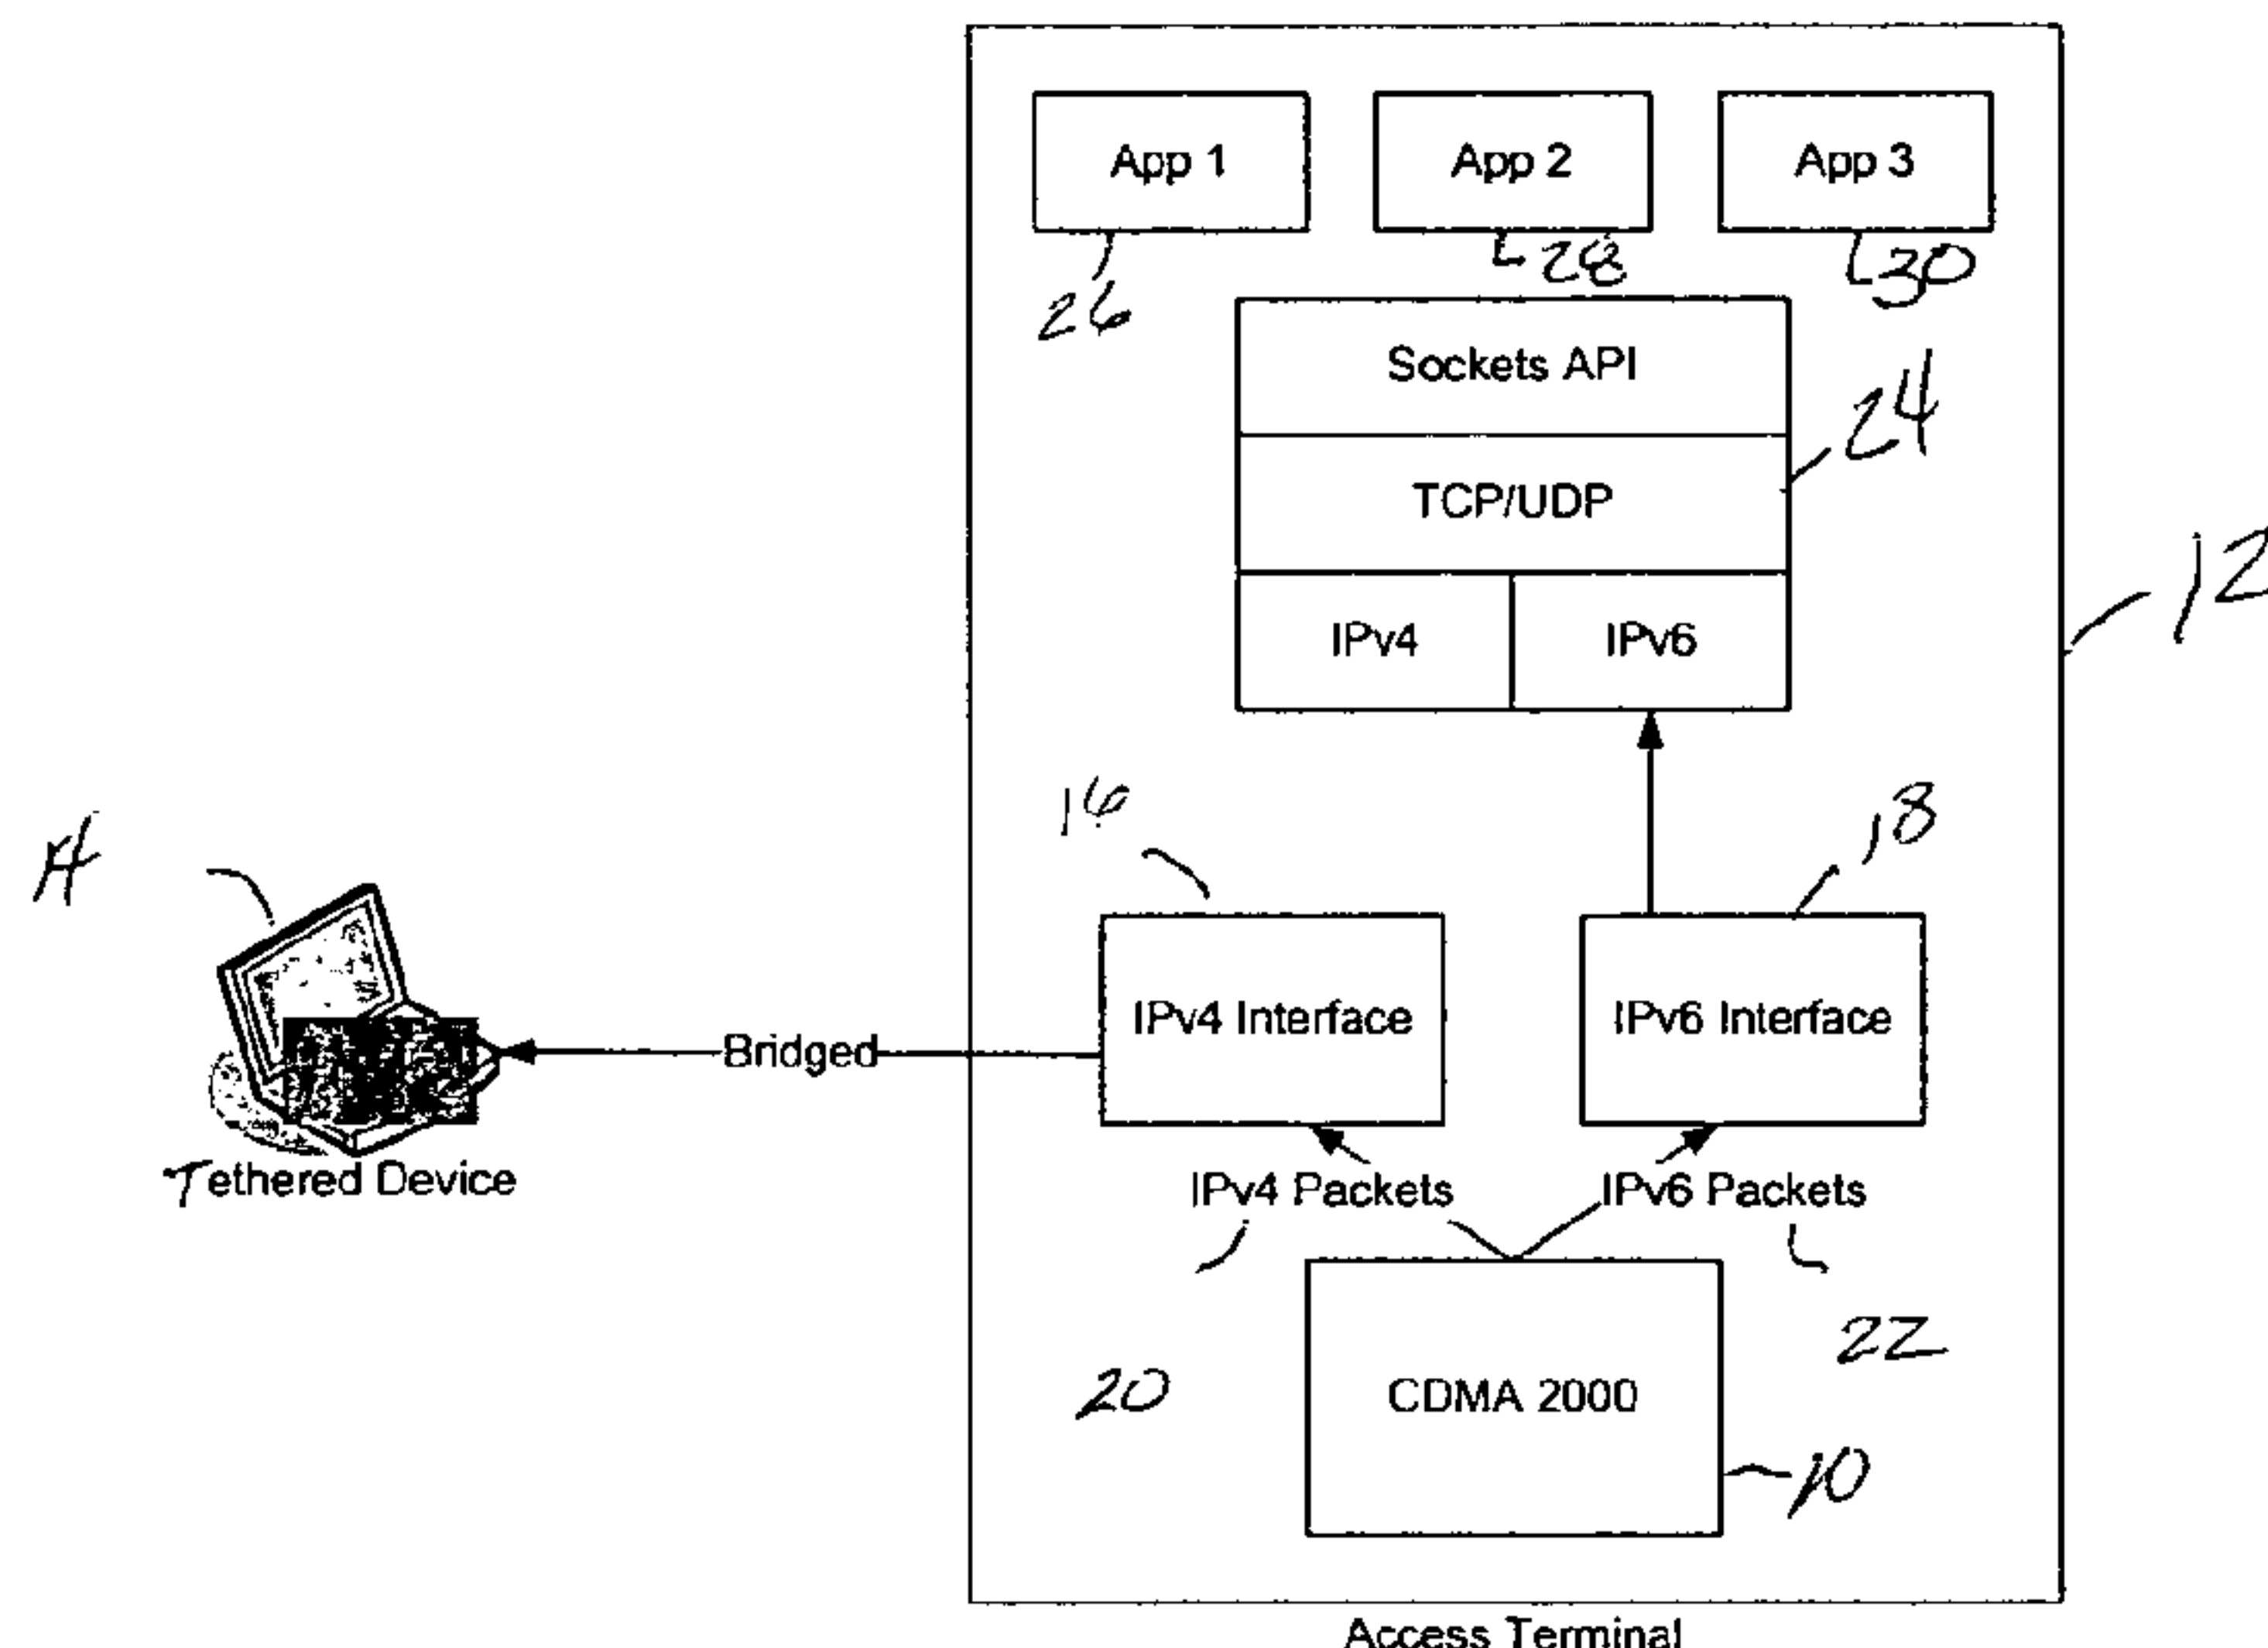 App 1
App 2
App 3
26
28
30
Sockets API
24
TCP/UDP
12
IPv4
IPv6
16
18
14
IPv4 Interface
IPv6 Interface
Bridged
Tethered Device
IPv4 Packets
IPv6 Packets
20
22
CDMA 2000
10
Access Terminal